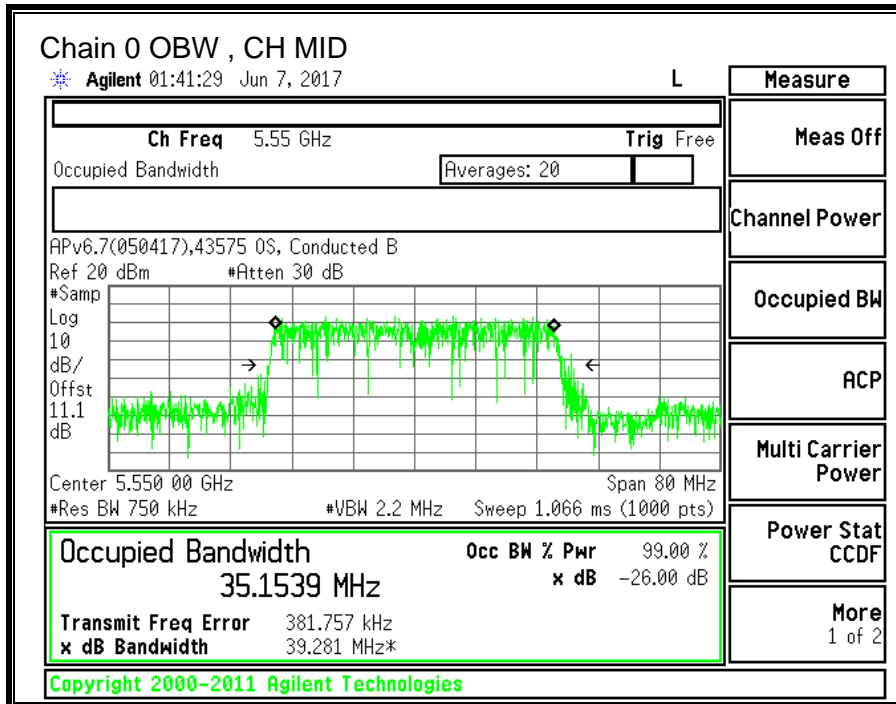 Chain 0 OBW , CH MID
Agilent 01:41:29 Jun 7, 2017 L
Ch Freq 5.55 GHz Trig Free
Occupied Bandwidth Averages: 20
APv6.7(050417),43575 OS, Conducted B
Ref 20 dBm #Atten 30 dB
#Samp
Log
10
dB/
Offst
11.1
dB
Center 5.550 00 GHz Span 80 MHz
#Res BW 750 kHz #VBW 2.2 MHz Sweep 1.066 ms (1000 pts)
Occupied Bandwidth Occ BW % Pwr 99.00 %
35.1539 MHz x dB -26.00 dB
Transmit Freq Error 381.757 kHz
x dB Bandwidth 39.281 MHz*
Copyright 2000-2011 Agilent Technologies
Measure
Meas Off
Channel Power
Occupied BW
ACP
Multi Carrier
Power
Power Stat
CCDF
More
1 of 2